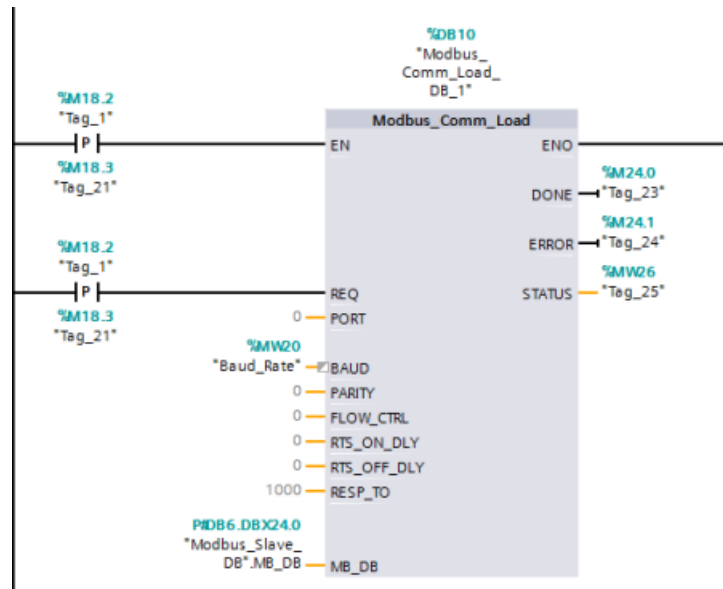 %DB10
"Modbus_
Comm_Load_
DB_1"
Modbus_Comm_Load
%M18.2
"Tag_1"
P
%M18.3
"Tag_21"
EN
ENO
%M24.0
DONE
"Tag_23"
%M24.1
ERROR
"Tag_24"
%M18.2
"Tag_1"
P
%M18.3
"Tag_21"
REQ
%MW26
STATUS
"Tag_25"
0
PORT
%MW20
"Baud_Rate"
BAUD
0
PARITY
0
FLOW_CTRL
0
RTS_ON_DLY
0
RTS_OFF_DLY
1000
RESP_TO
P#DB6.DBX24.0
"Modbus_Slave_
DB".MB_DB
MB_DB